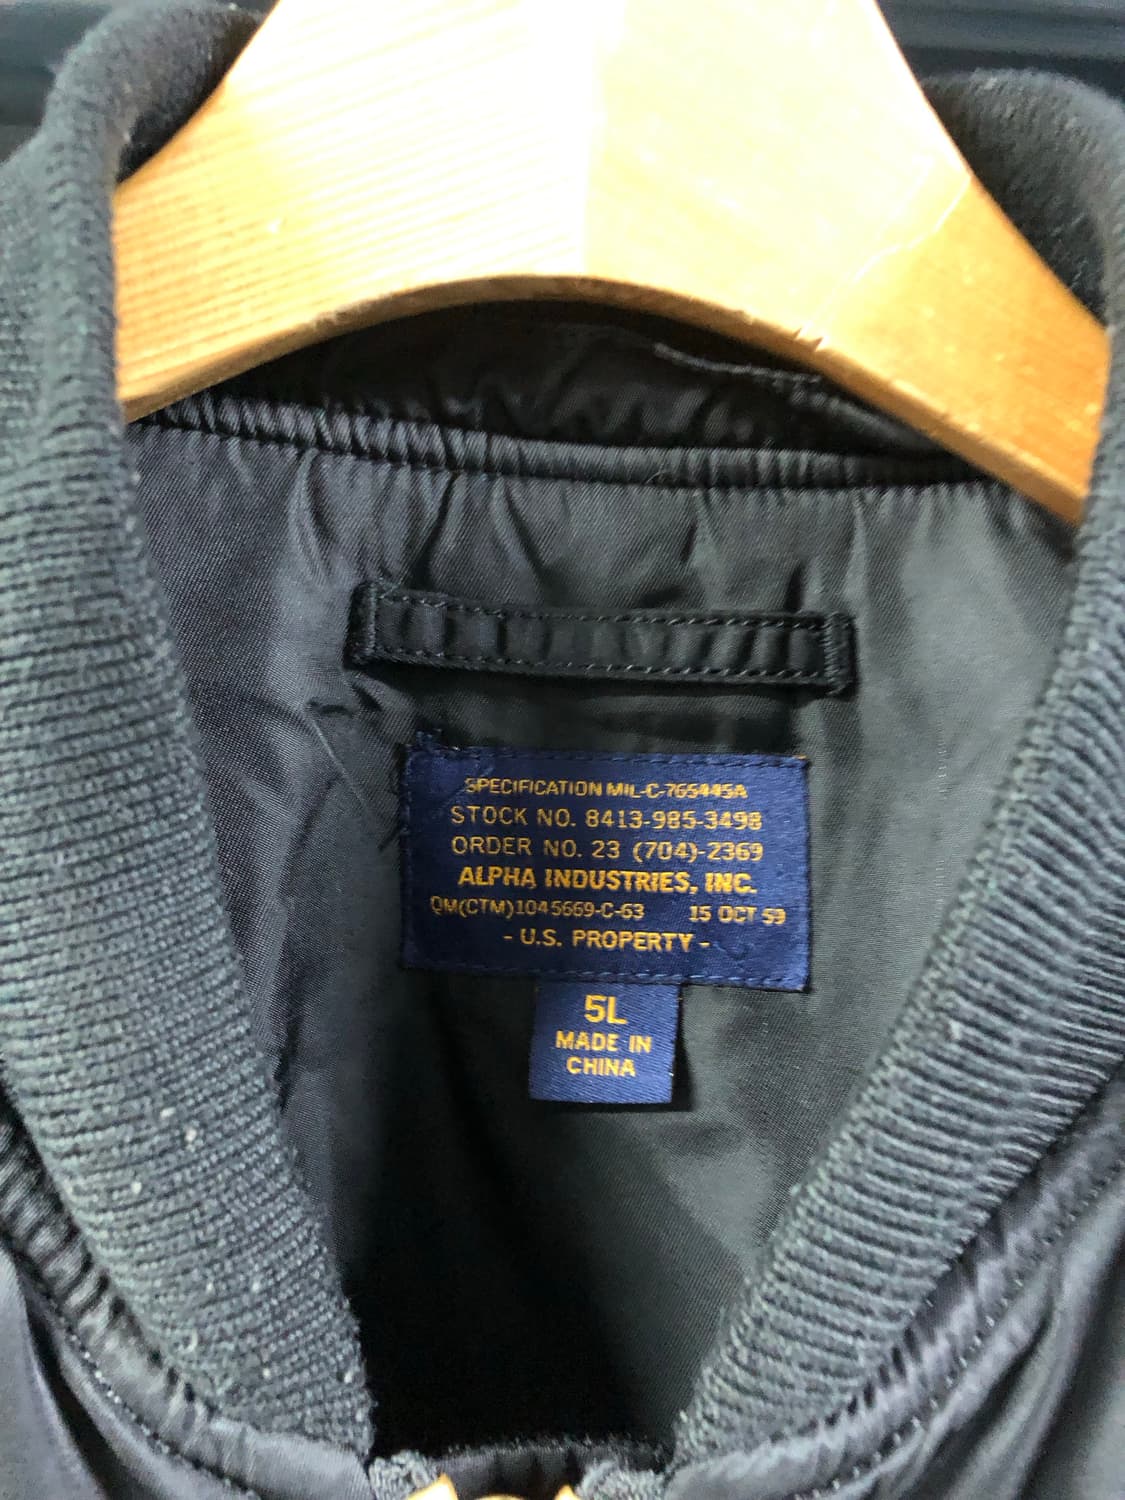 SPECIFICATION MIL-C-765445A
STOCK NO. 8413-985-3498
ORDER NO. 23 (704)-2369
ALPHA INDUSTRIES, INC.
QM(CTM)1045669-C-63 15 OCT 59
- U.S. PROPERTY -
5L
MADE IN
CHINA